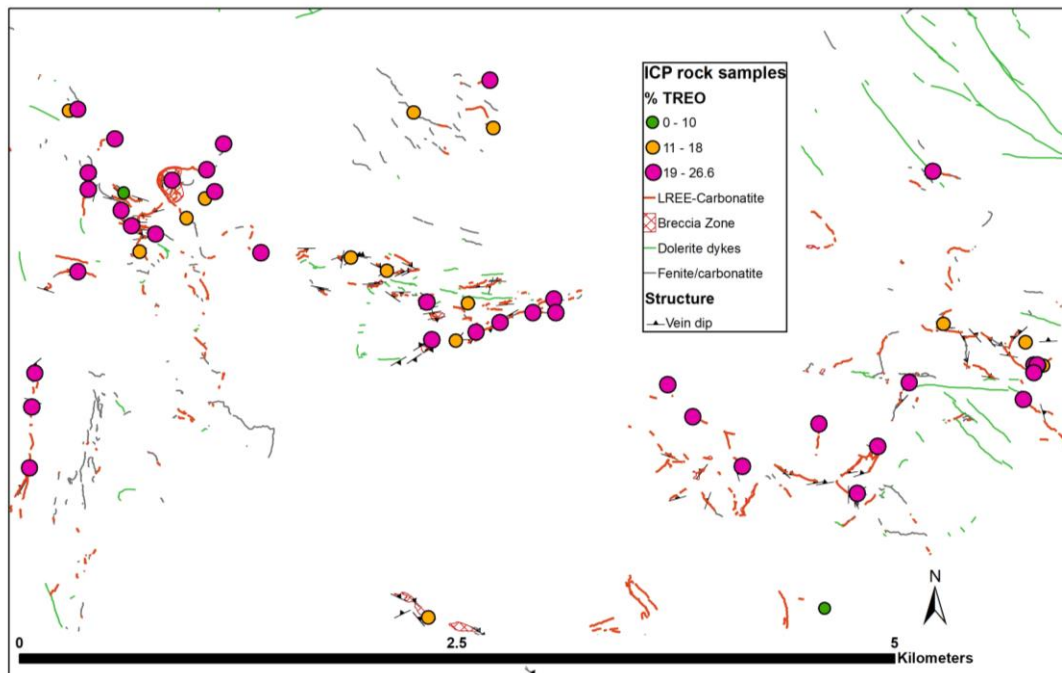 ICP rock samples
% TREO
0 - 10
11 - 18
19 - 26.6
LREE-Carbonatite
Breccia Zone
Dolerite dykes
Fenite/carbonatite
Structure
Vein dip
N
0
2.5
5
Kilometers